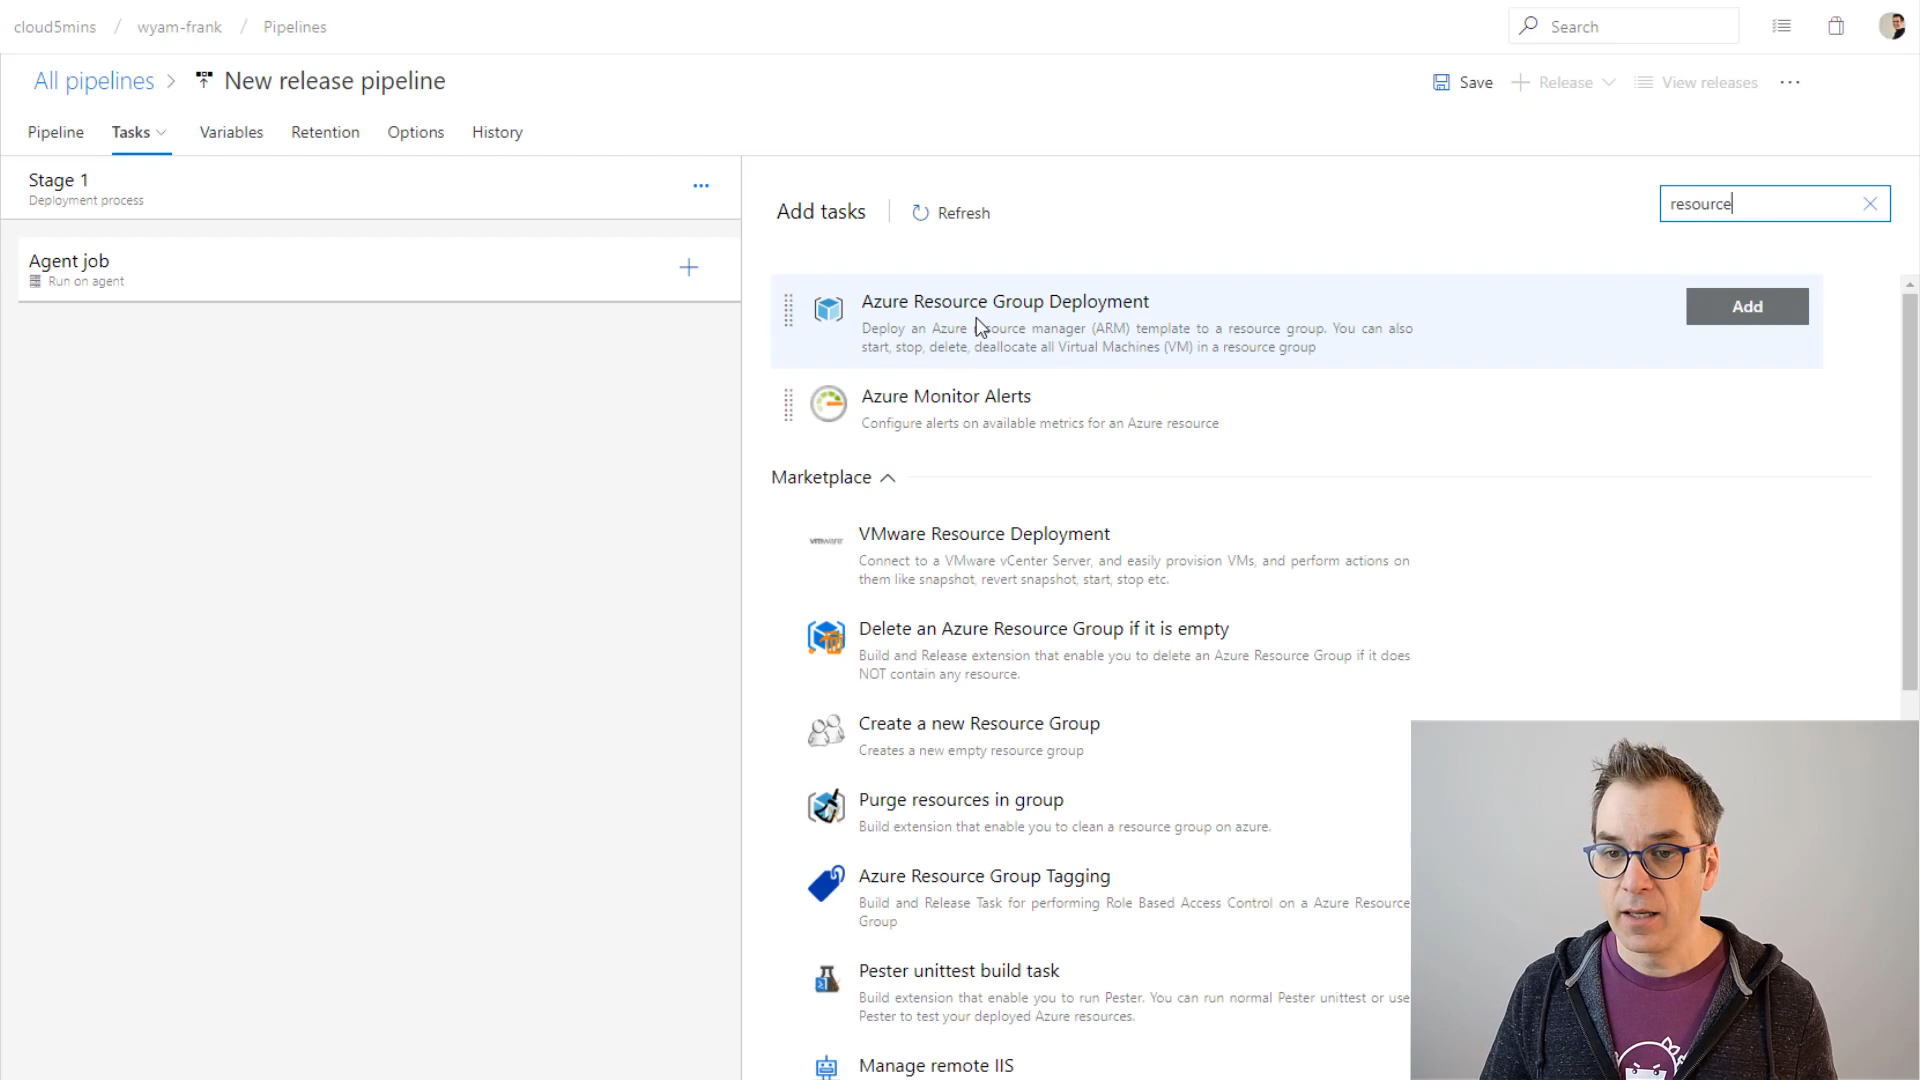 cloud5mins / wyam-frank / Pipelines
Search
All pipelines > New release pipeline
Save
Release
View releases
Pipeline
Tasks
Variables
Retention
Options
History
Stage 1
Deployment process
Agent job
Run on agent
Add tasks
Refresh
resource
Azure Resource Group Deployment
Deploy an Azure resource manager (ARM) template to a resource group. You can also
start, stop, delete, deallocate all Virtual Machines (VM) in a resource group
Add
Azure Monitor Alerts
Configure alerts on available metrics for an Azure resource
Marketplace
vmware
VMware Resource Deployment
Connect to a VMware vCenter Server, and easily provision VMs, and perform actions on
them like snapshot, revert snapshot, start, stop etc.
Delete an Azure Resource Group if it is empty
Build and Release extension that enable you to delete an Azure Resource Group if it does
NOT contain any resource.
Create a new Resource Group
Creates a new empty resource group
Purge resources in group
Build extension that enable you to clean a resource group on azure.
Azure Resource Group Tagging
Build and Release Task for performing Role Based Access Control on a Azure Resource
Group
Pester unittest build task
Build extension that enable you to run Pester. You can run normal Pester unittest or use
Pester to test your deployed Azure resources.
Manage remote IIS